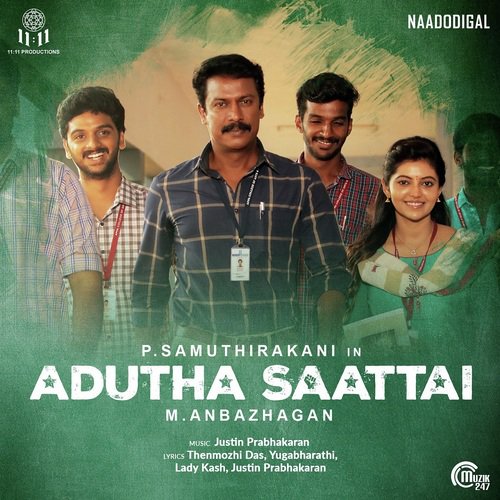 11:11
11:11 PRODUCTIONS
NAADODIGAL
P.SAMUTHIRAKANI IN
ADUTHA SAATTAI
M.ANBAZHAGAN
MUSIC Justin Prabhakaran
LYRICS Thenmozhi Das, Yugabharathi,
Lady Kash, Justin Prabhakaran
MUZIK
247